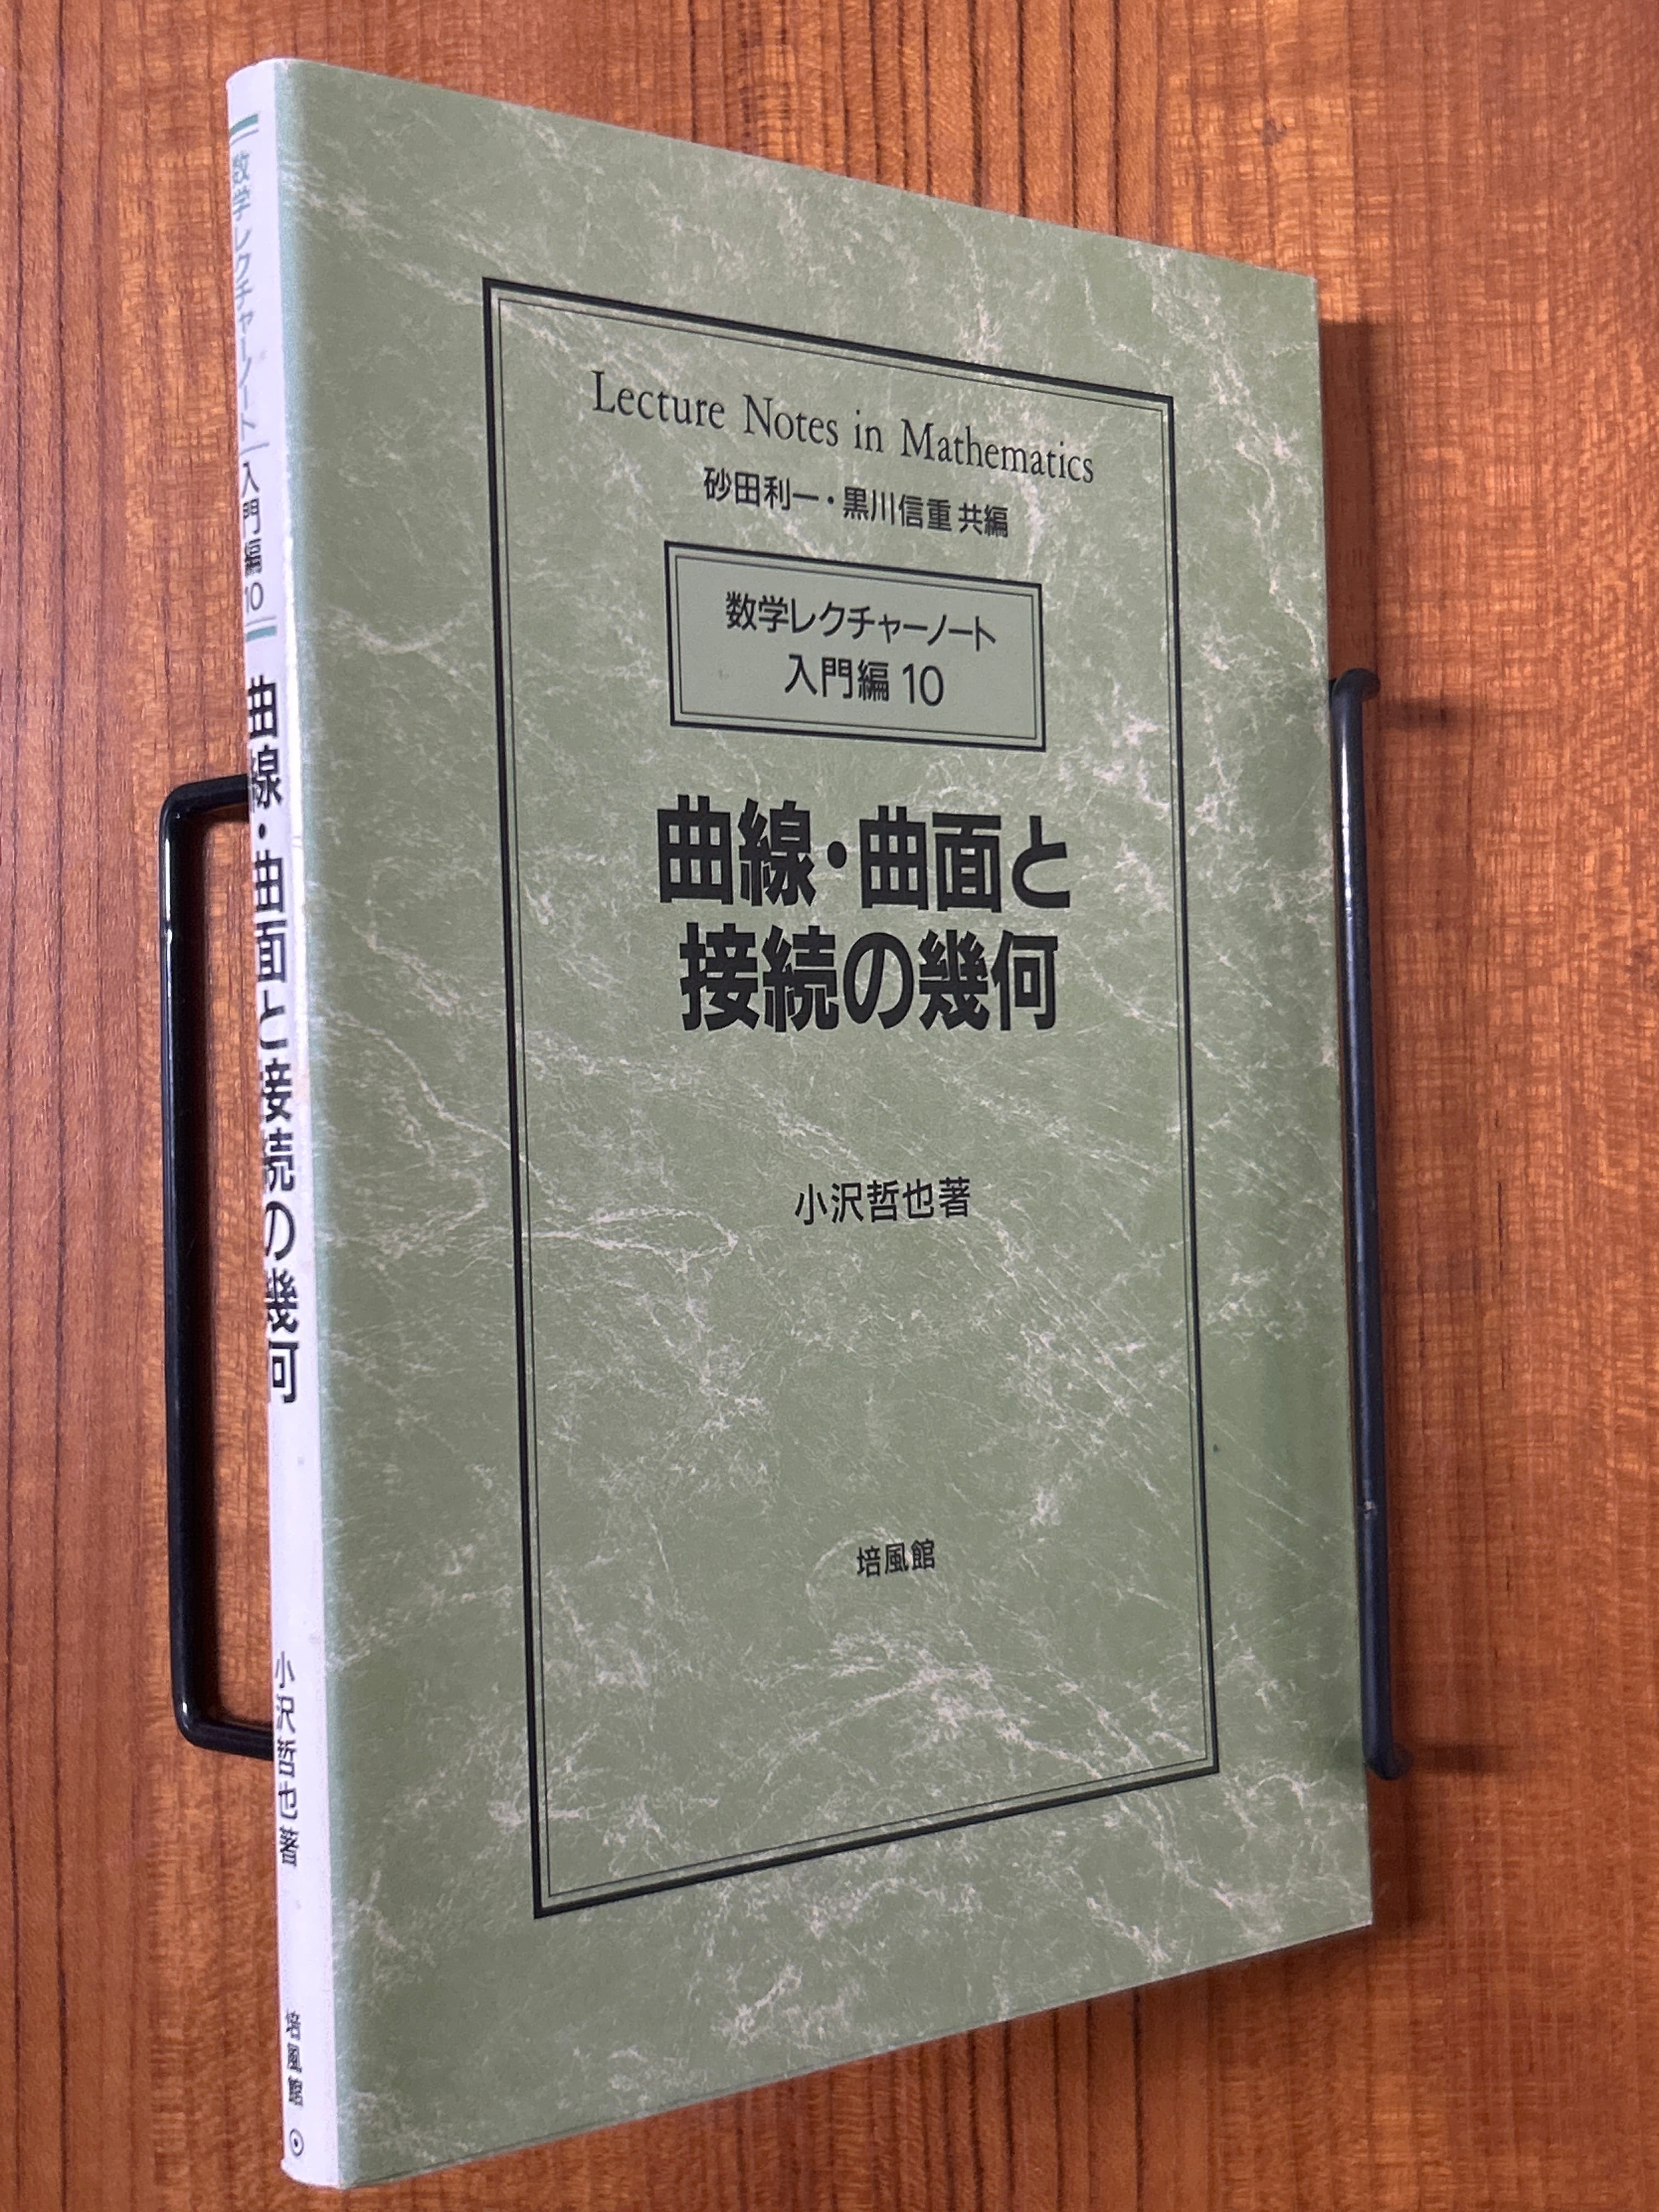 数学レクチャーノート 入門編 10
曲線・曲面と接続の幾何
小沢哲也著
培風館
Lecture Notes in Mathematics
砂田利一・黒川信重 共編
数学レクチャーノート
入門編 10
曲線・曲面と
接続の幾何
小沢哲也著
培風館